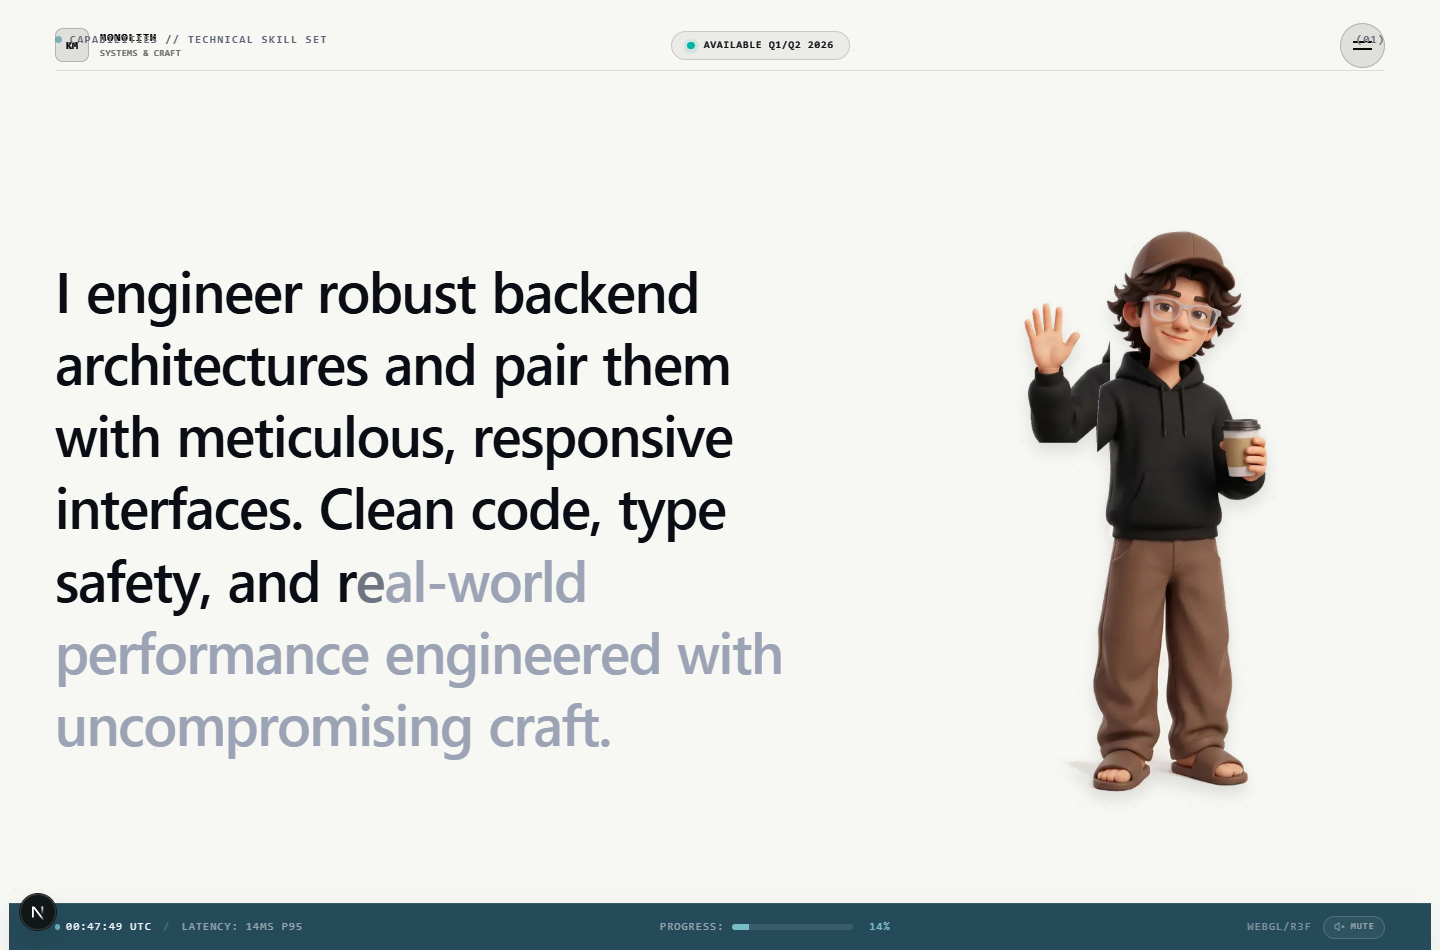 KM
MONOLITH
SYSTEMS & CRAFT
CAPABILITIES // TECHNICAL SKILL SET
AVAILABLE Q1/Q2 2026
(01)
I engineer robust backend
architectures and pair them
with meticulous, responsive
interfaces. Clean code, type
safety, and real-world
performance engineered with
uncompromising craft.
N
00:47:49 UTC / LATENCY: 14MS P95
PROGRESS: 14%
WEBGL/R3F
MUTE